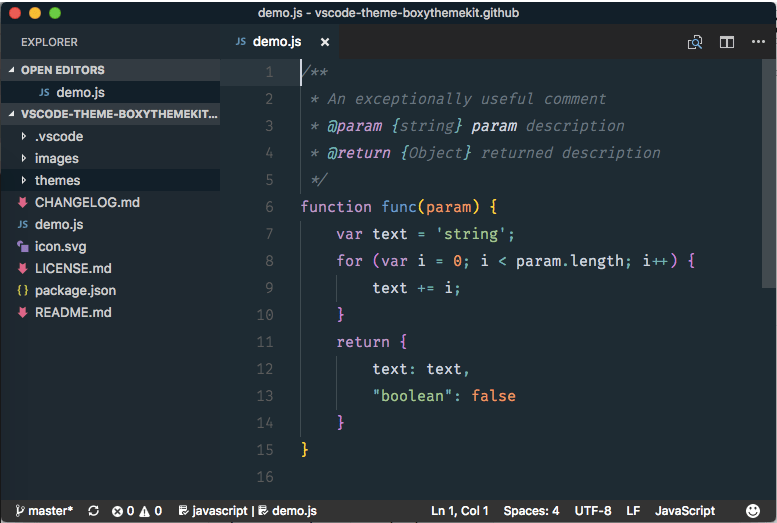 demo.js - vscode-theme-boxythemekit.github
EXPLORER
OPEN EDITORS
demo.js
VSCODE-THEME-BOXYTHEMEKIT...
.vscode
images
themes
CHANGELOG.md
JS demo.js
icon.svg
LICENSE.md
{} package.json
README.md
JS demo.js ×
1 /**
2  * An exceptionally useful comment
3  * @param {string} param description
4  * @return {Object} returned description
5  */
6 function func(param) {
7     var text = 'string';
8     for (var i = 0; i < param.length; i++) {
9         text += i;
10     }
11     return {
12         text: text,
13         "boolean": false
14     }
15 }
16
master* 0 0 javascript | demo.js Ln 1, Col 1 Spaces: 4 UTF-8 LF JavaScript